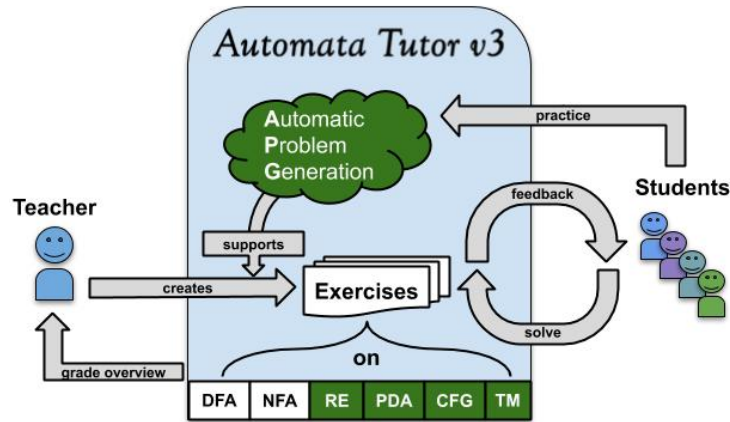 Automata Tutor v3
Automatic
Problem
Generation
practice
Teacher
Students
feedback
supports
creates
Exercises
solve
on
grade overview
DFA NFA RE PDA CFG TM